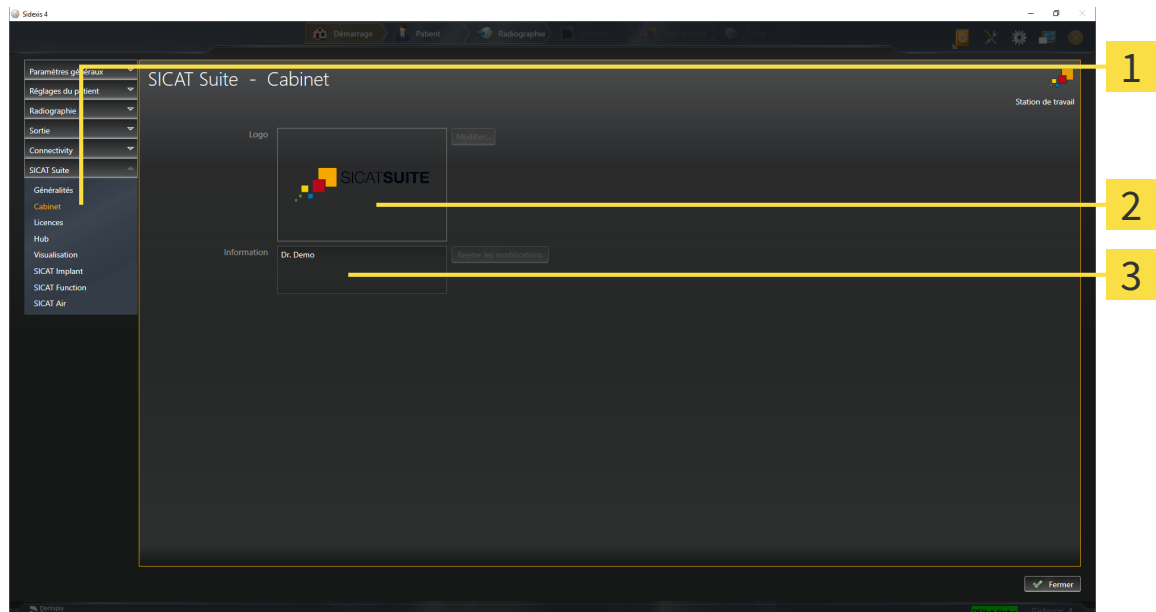 Sidexis 4
Démarrage
Patient
Radiographie
1
Paramètres généraux
Réglages du patient
Radiographie
Sortie
Connectivity
SICAT Suite
Généralités
Cabinet
Licences
Hub
Visualisation
SICAT Implant
SICAT Function
SICAT Air
SICAT Suite - Cabinet
Station de travail
Logo
SICATSUITE
Modifier...
2
Information
Dr. Demo
Rejeter les modifications
3
Fermer
Dentsply
Sidexis 4